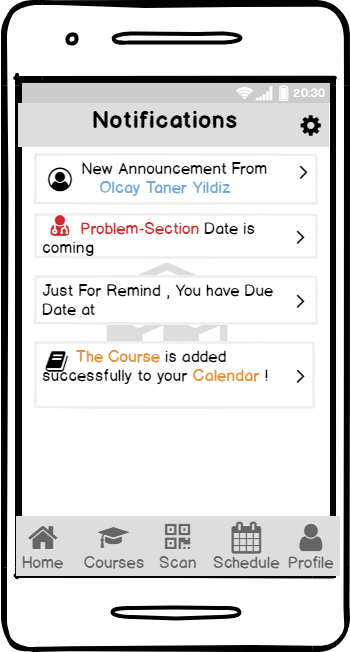 20:30
Notifications
New Announcement From
Olcay Taner Yildiz
Problem-Section Date is
coming
Just For Remind , You have Due
Date at
The Course is added
successfully to your Calendar !
Home Courses Scan Schedule Profile